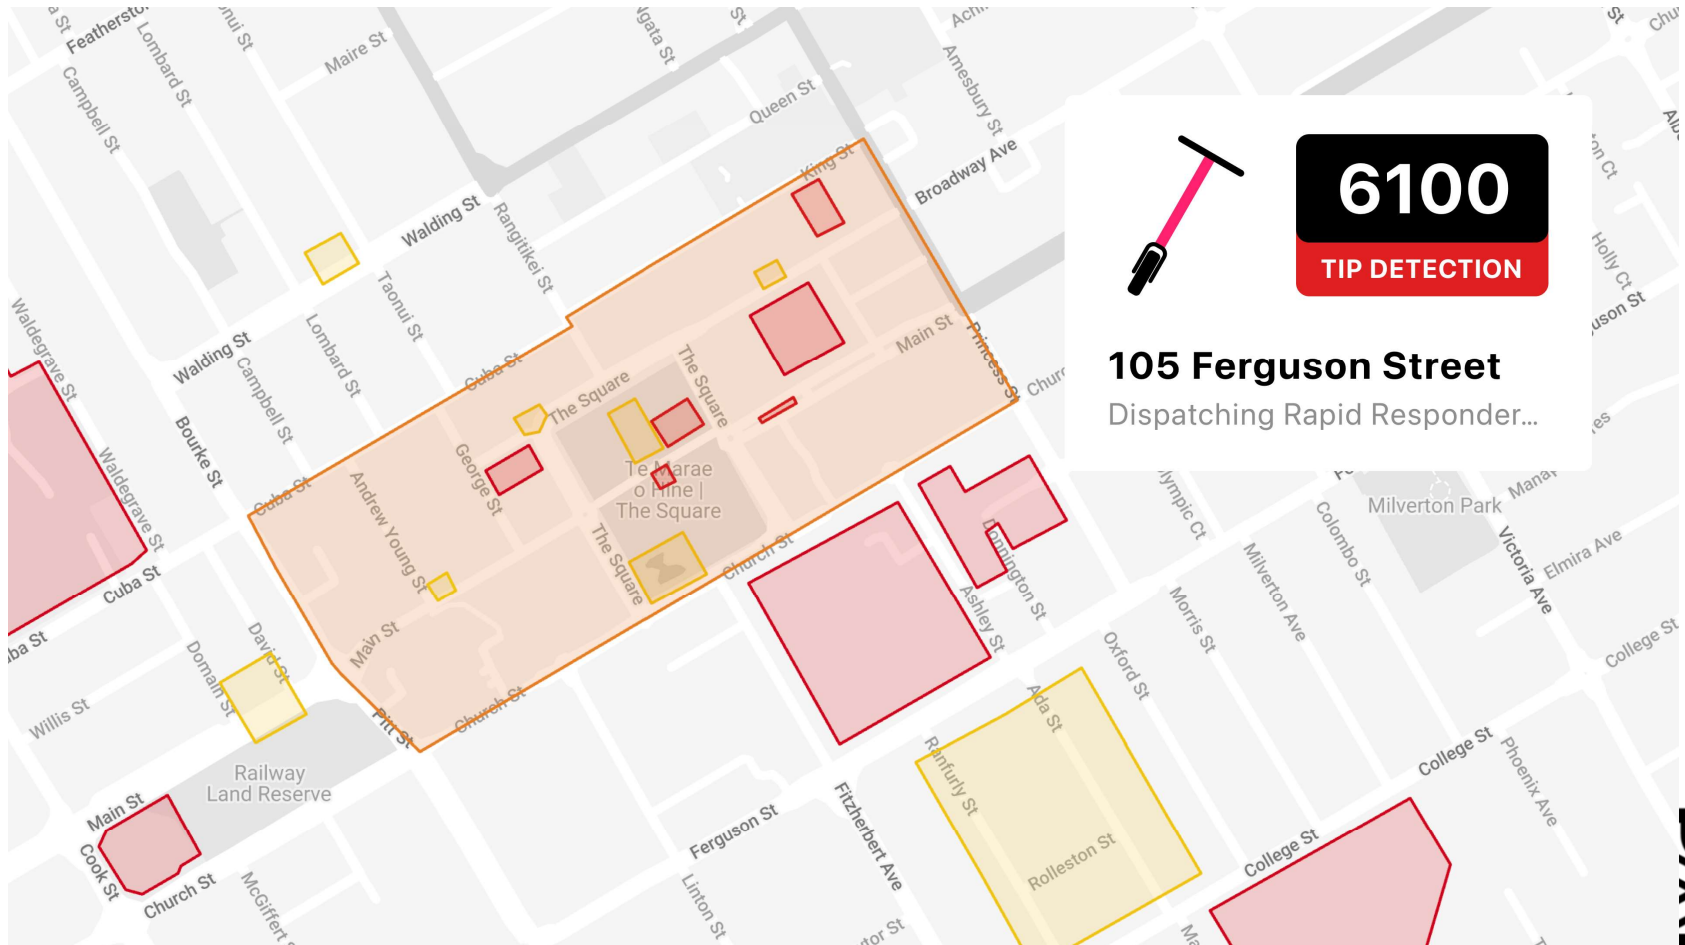 Feathersto
Lombard St
Campbell St
Maire St
Queen St
Amesbury St
King St
Broadway Ave
Walding St
Rangitikei St
Taonui St
6100
TIP DETECTION
105 Ferguson Street
Dispatching Rapid Responder...
Holly Ct
Waldegrave St
Walding St
Lombard St
Campbell St
Main St
Princess St
Cuba St
The Square
The Square
Bourke St
George St
Te Marae
o Hine |
The Square
Milverton Park
Cuba St
Andrew Young St
Waldegrave St
The Square
Church St
Donnington St
Colombo St
Victoria Ave
Elmira Ave
Cuba St
Milverton Ave
Ashley St
Morris St
Main St
David St
Domain St
College St
Oxford St
Willis St
Pitt St
Church St
Ada St
Railway
Land Reserve
Ranfurly St
College St
Phoenix Ave
Main St
Cook St
Ferguson St
Fitzherbert Ave
Rolleston St
College St
Church St
Linton St